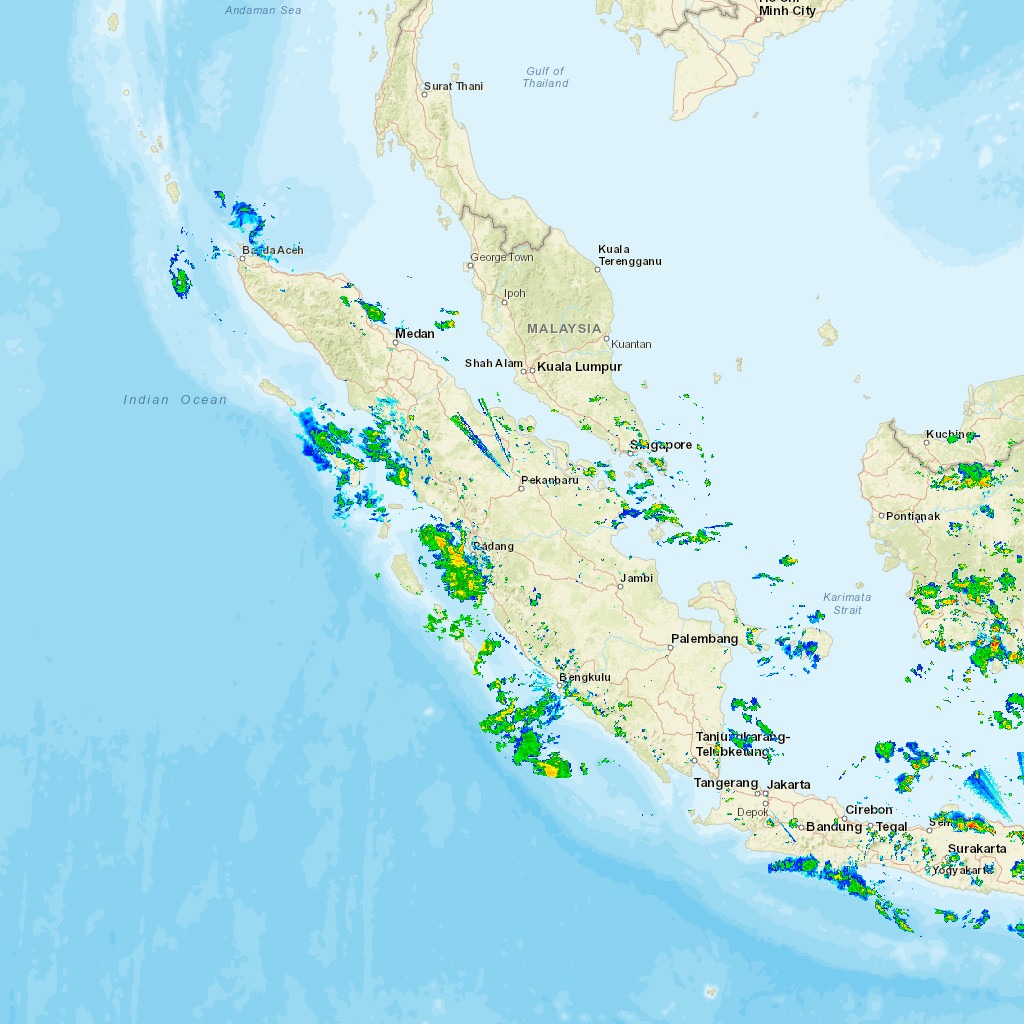 Andaman Sea
Minh City
Gulf of
Thailand
Surat Thani
Banda Aceh
George Town
Kuala
Terengganu
Ipoh
MALAYSIA
Medan
Kuantan
Shah Alam
Kuala Lumpur
Indian Ocean
Kuching
Singapore
Pekanbaru
Pontianak
Padang
Jambi
Karimata
Strait
Palembang
Bengkulu
Tanjungkarang-
Telukbetung
Tangerang
Jakarta
Depok
Cirebon
Bandung
Tegal
Surakarta
Yogyakarta